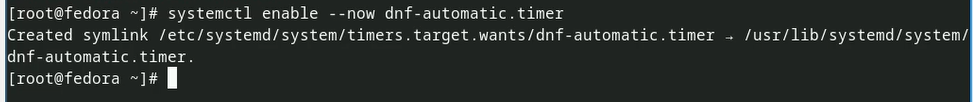 [root@fedora ~]# systemctl enable --now dnf-automatic.timer
Created symlink /etc/systemd/system/timers.target.wants/dnf-automatic.timer → /usr/lib/systemd/system/
dnf-automatic.timer.
[root@fedora ~]#